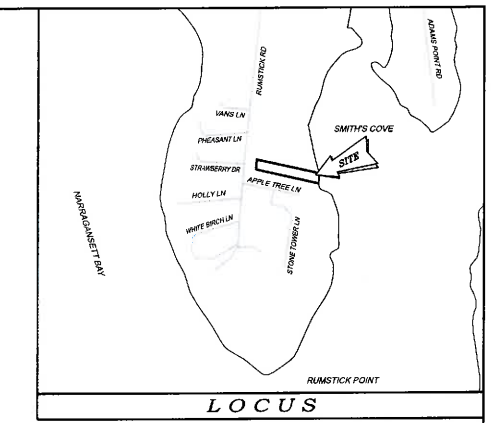 ADAMS POINT RD
RUMSTICK RD
VANS LN
SMITH'S COVE
PHEASANT LN
SITE
STRAWBERRY DR
APPLE TREE LN
HOLLY LN
NARRAGANSETT BAY
WHITE BIRCH LN
STONE TOWER LN
RUMSTICK POINT
LOCUS